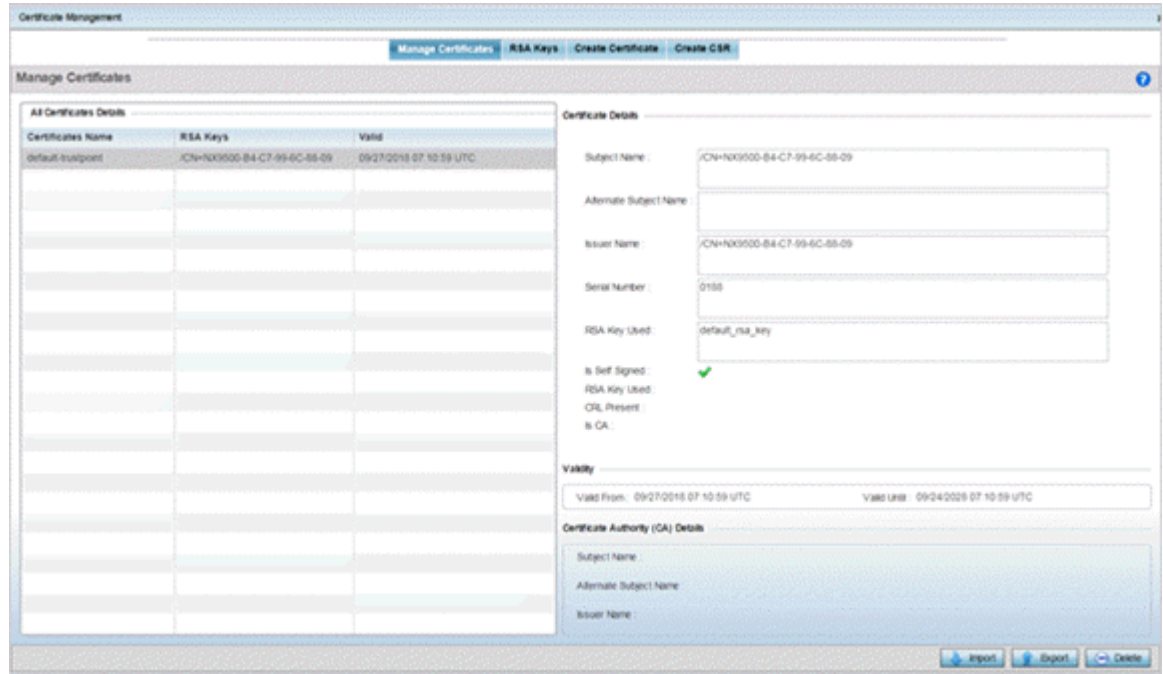 Certificate Management
Manage Certificates RSA Keys Create Certificate Create CSR
Manage Certificates
All Certificates Details
Certificates Name RSA Keys Valid
default-trustpoint /CN=NX9500-B4-C7-99-6C-88-09 09/27/2018 07:10:59 UTC
Certificate Details
Subject Name : /CN=NX9500-B4-C7-99-6C-88-09
Alternate Subject Name :
Issuer Name : /CN=NX9500-B4-C7-99-6C-88-09
Serial Number : 0188
RSA Key Used : default_rsa_key
Is Self Signed :
RSA Key Used :
CRL Present :
Is CA :
Validity
Valid From : 09/27/2018 07:10:59 UTC Valid Until : 09/24/2028 07:10:59 UTC
Certificate Authority (CA) Details
Subject Name :
Alternate Subject Name
Issuer Name :
Import Export Delete